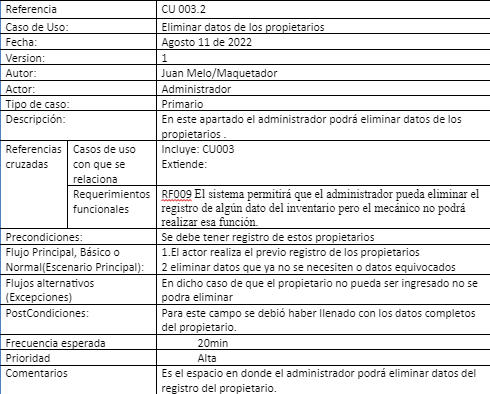 Referencia CU 003.2
Caso de Uso: Eliminar datos de los propietarios
Fecha: Agosto 11 de 2022
Version: 1
Autor: Juan Melo/Maquetador
Actor: Administrador
Tipo de caso: Primario
Descripción: En este apartado el administrador podrá eliminar datos de los
propietarios .
Referencias
cruzadas
Casos de uso
con que se
relaciona
Incluye: CU003
Extiende:
Requerimientos
funcionales
RF009 El sistema permitirá que el administrador pueda eliminar el
registro de algún dato del inventario pero el mecánico no podrá
realizar esa función.
Precondiciones: Se debe tener registro de estos propietarios
Flujo Principal, Básico o
Normal(Escenario Principal):
1.El actor realiza el previo registro de los propietarios
2 eliminar datos que ya no se necesiten o datos equivocados
Flujos alternativos
(Excepciones)
En dicho caso de que el propietario no pueda ser ingresado no se
podra eliminar
PostCondiciones: Para este campo se debió haber llenado con los datos completos
del propietario.
Frecuencia esperada 20min
Prioridad Alta
Comentarios Es el espacio en donde el administrador podrá eliminar datos del
registro del propietario.